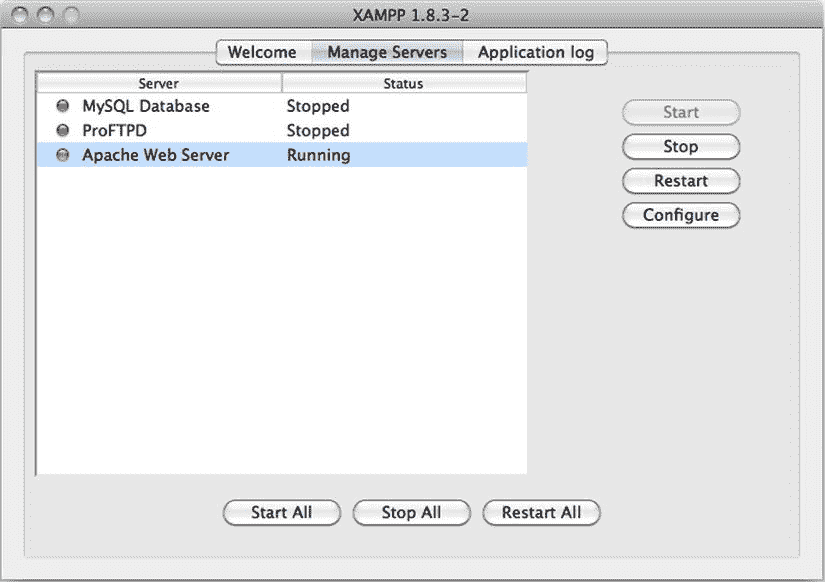 XAMPP 1.8.3-2
Welcome Manage Servers Application log
Server Status
MySQL Database Stopped
ProFTPD Stopped
Apache Web Server Running
Start
Stop
Restart
Configure
Start All Stop All Restart All